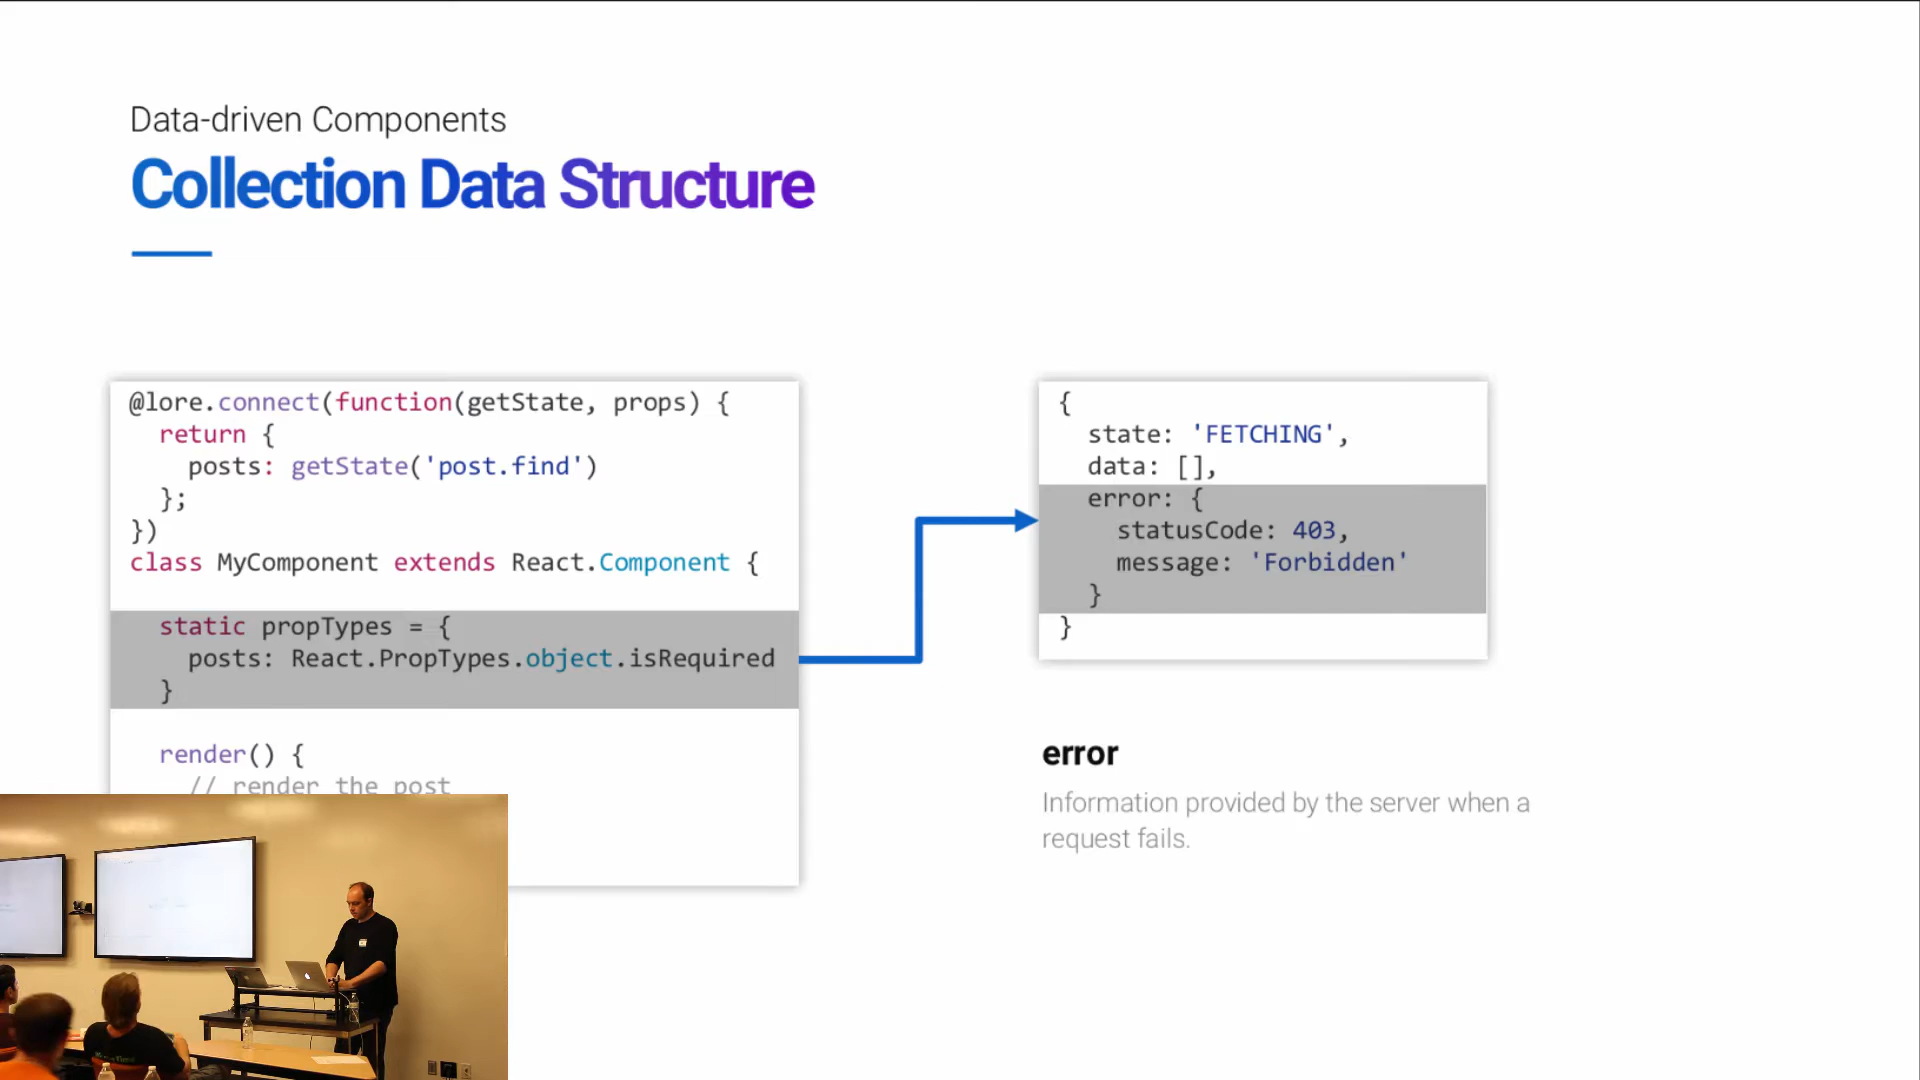 Data-driven Components
Collection Data Structure
@lore.connect(function(getState, props) {
  return {
    posts: getState('post.find')
  };
})
class MyComponent extends React.Component {
  static propTypes = {
    posts: React.PropTypes.object.isRequired
  }
  render() {
    // render the post
{
  state: 'FETCHING',
  data: [],
  error: {
    statusCode: 403,
    message: 'Forbidden'
  }
}
error
Information provided by the server when a
request fails.